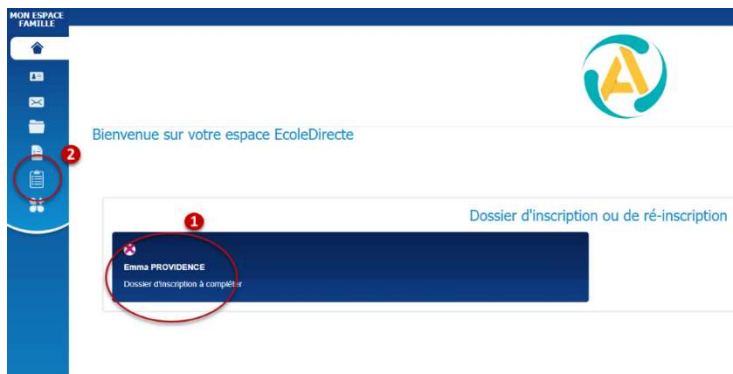 MON ESPACE
FAMILLE
Bienvenue sur votre espace EcoleDirecte
2
Dossier d'inscription ou de ré-inscription
1
Emma PROVIDENCE
Dossier d'inscription à compléter